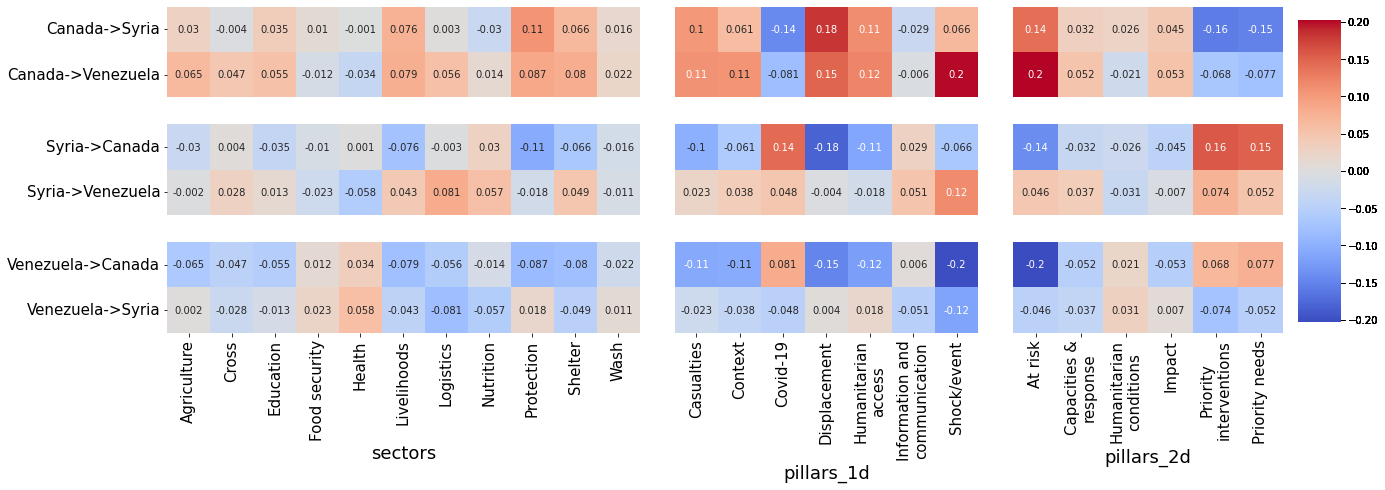 Canada->Syria 0.03 -0.004 0.035 0.01 -0.001 0.076 0.003 -0.03 0.11 0.066 0.016 0.1 0.061 -0.14 0.18 0.11 -0.029 0.066 0.14 0.032 0.026 0.045 -0.16 -0.15
Canada->Venezuela 0.065 0.047 0.055 -0.012 -0.034 0.079 0.056 0.014 0.087 0.08 0.022 0.11 0.11 -0.081 0.15 0.12 -0.006 0.2 0.2 0.052 -0.021 0.053 -0.068 -0.077
Syria->Canada -0.03 0.004 -0.035 -0.01 0.001 -0.076 -0.003 0.03 -0.11 -0.066 -0.016 -0.1 -0.061 0.14 -0.18 -0.11 0.029 -0.066 -0.14 -0.032 -0.026 -0.045 0.16 0.15
Syria->Venezuela -0.002 0.028 0.013 -0.023 -0.058 0.043 0.081 0.057 -0.018 0.049 -0.011 0.023 0.038 0.048 -0.004 -0.018 0.051 0.12 0.046 0.037 -0.031 -0.007 0.074 0.052
Venezuela->Canada -0.065 -0.047 -0.055 0.012 0.034 -0.079 -0.056 -0.014 -0.087 -0.08 -0.022 -0.11 -0.11 0.081 -0.15 -0.12 0.006 -0.2 -0.2 -0.052 0.021 -0.053 0.068 0.077
Venezuela->Syria 0.002 -0.028 -0.013 0.023 0.058 -0.043 -0.081 -0.057 0.018 -0.049 0.011 -0.023 -0.038 -0.048 0.004 0.018 -0.051 -0.12 -0.046 -0.037 0.031 0.007 -0.074 -0.052
Agriculture
Cross
Education
Food security
Health
Livelihoods
Logistics
Nutrition
Protection
Shelter
Wash
sectors
Casualties
Context
Covid-19
Displacement
Humanitarian
access
Information and
communication
Shock/event
pillars_1d
At risk
Capacities &
response
Humanitarian
conditions
Impact
Priority
interventions
Priority needs
pillars_2d
0.20
0.15
0.10
0.05
0.00
−0.05
−0.10
−0.15
−0.20